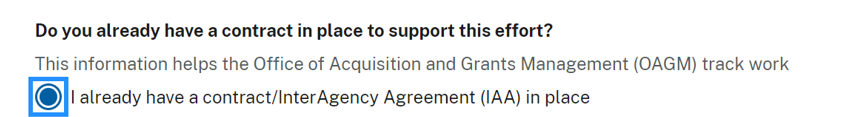 Do you already have a contract in place to support this effort?
This information helps the Office of Acquisition and Grants Management (OAGM) track work
I already have a contract/InterAgency Agreement (IAA) in place